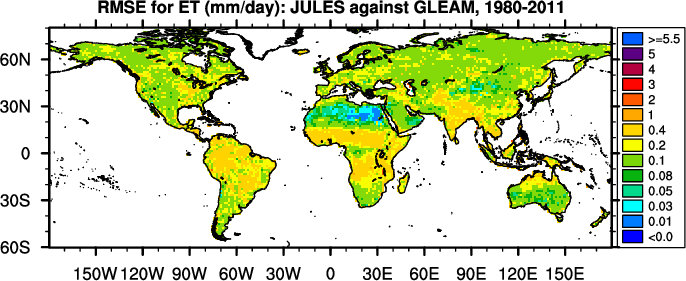 RMSE for ET (mm/day): JULES against GLEAM, 1980-2011
60N
30N
0
30S
60S
150W 120W 90W 60W 30W 0 30E 60E 90E 120E 150E
>=5.5
5
4
3
2
1
0.4
0.2
0.1
0.08
0.05
0.03
0.01
<0.0